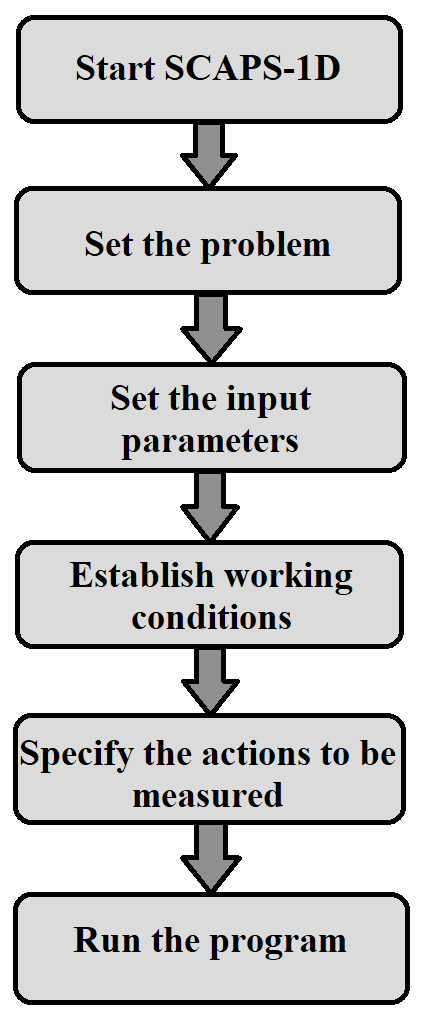 Start SCAPS-1D
Set the problem
Set the input
parameters
Establish working
conditions
Specify the actions to be
measured
Run the program